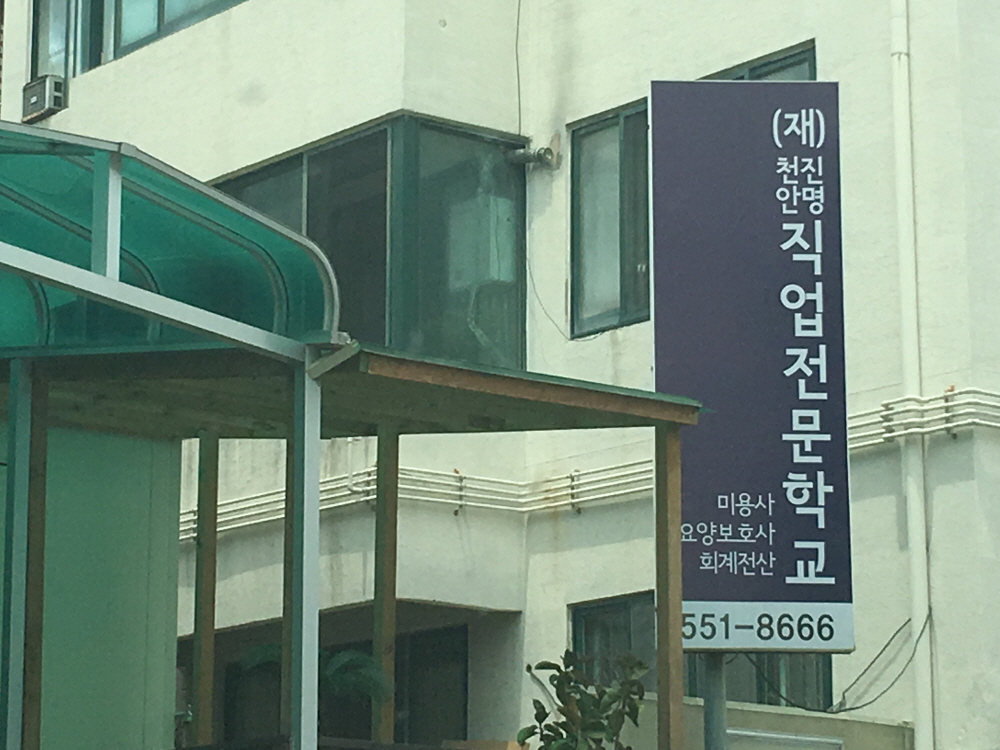 (재)
천안
진명
직업전문학교
미용사
요양보호사
회계전산
551-8666